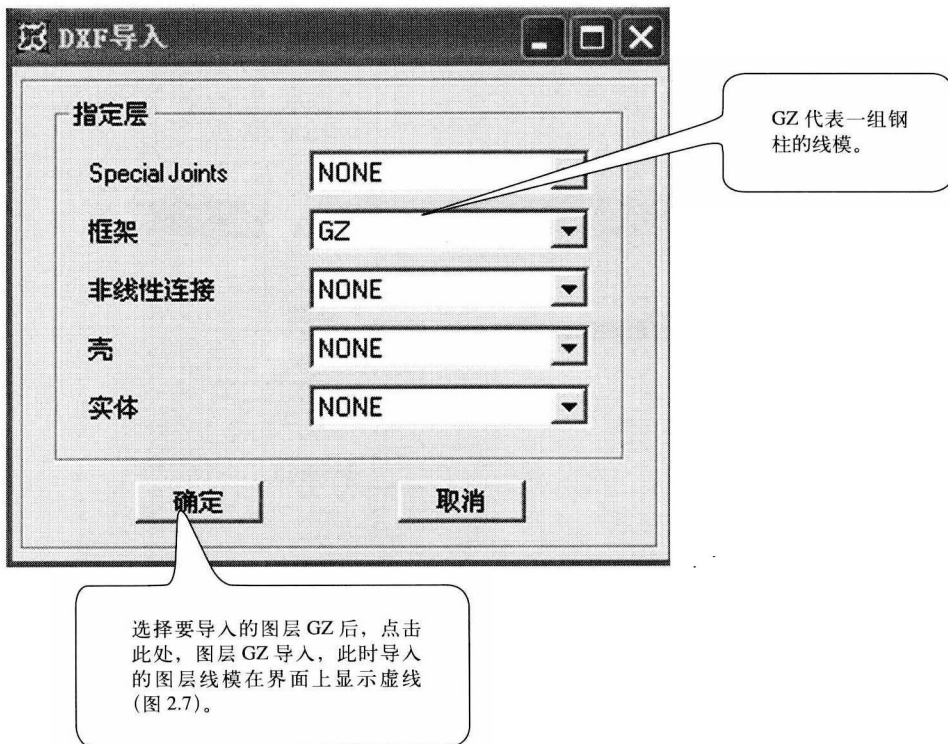 DXF导入
指定层
Special Joints
NONE
框架
GZ
非线性连接
NONE
壳
NONE
实体
NONE
确定
取消
GZ 代表一组钢
柱的线模。
选择要导入的图层 GZ 后，点击
此处，图层 GZ 导入，此时导入
的图层线模在界面上显示虚线
(图 2.7)。